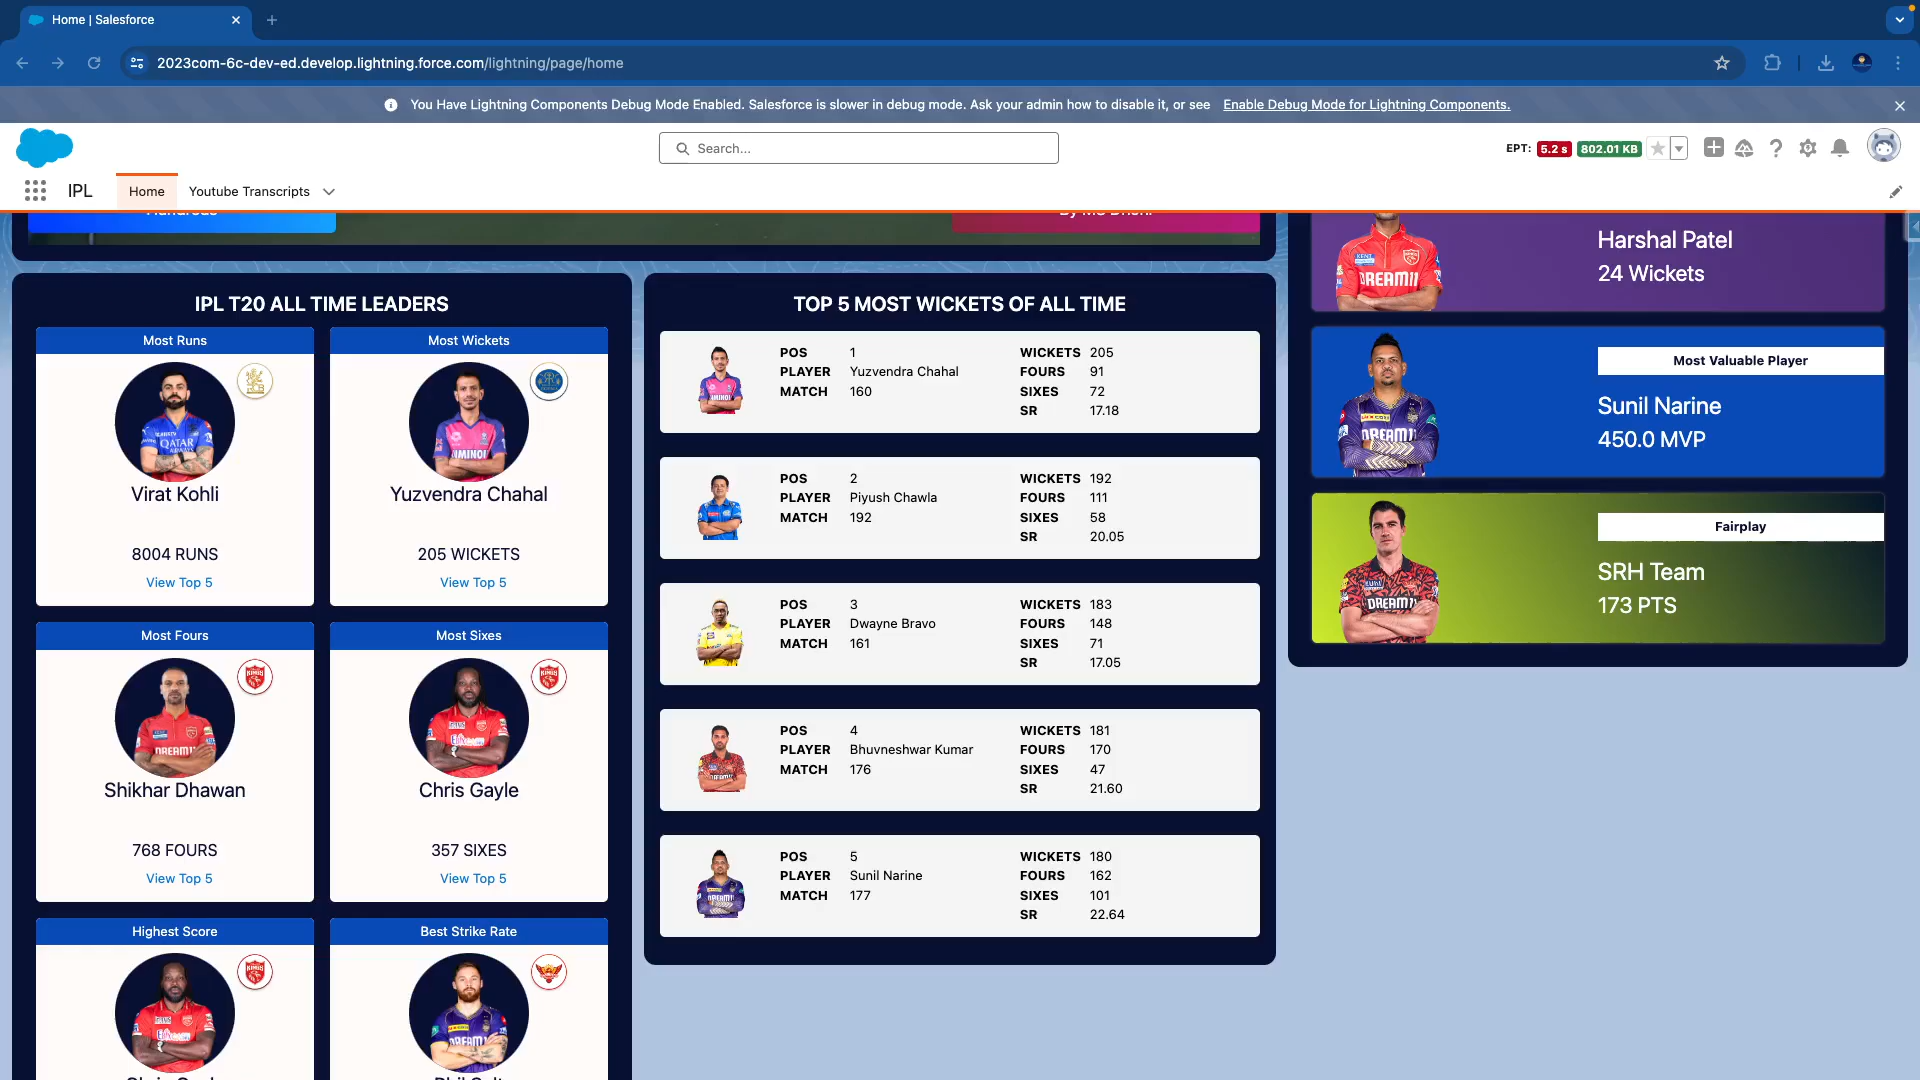 Home | Salesforce
2023com-6c-dev-ed.develop.lightning.force.com/lightning/page/home
You Have Lightning Components Debug Mode Enabled. Salesforce is slower in debug mode. Ask your admin how to disable it, or see Enable Debug Mode for Lightning Components.
Search...
EPT: 5.2 s 802.01 KB
IPL Home Youtube Transcripts
Harshal Patel
24 Wickets
Most Valuable Player
Sunil Narine
450.0 MVP
Fairplay
SRH Team
173 PTS
IPL T20 ALL TIME LEADERS
Most Runs
Virat Kohli
8004 RUNS
View Top 5
Most Wickets
Yuzvendra Chahal
205 WICKETS
View Top 5
Most Fours
Shikhar Dhawan
768 FOURS
View Top 5
Most Sixes
Chris Gayle
357 SIXES
View Top 5
Highest Score
Best Strike Rate
TOP 5 MOST WICKETS OF ALL TIME
POS 1 WICKETS 205
PLAYER Yuzvendra Chahal FOURS 91
MATCH 160 SIXES 72
SR 17.18
POS 2 WICKETS 192
PLAYER Piyush Chawla FOURS 111
MATCH 192 SIXES 58
SR 20.05
POS 3 WICKETS 183
PLAYER Dwayne Bravo FOURS 148
MATCH 161 SIXES 71
SR 17.05
POS 4 WICKETS 181
PLAYER Bhuvneshwar Kumar FOURS 170
MATCH 176 SIXES 47
SR 21.60
POS 5 WICKETS 180
PLAYER Sunil Narine FOURS 162
MATCH 177 SIXES 101
SR 22.64